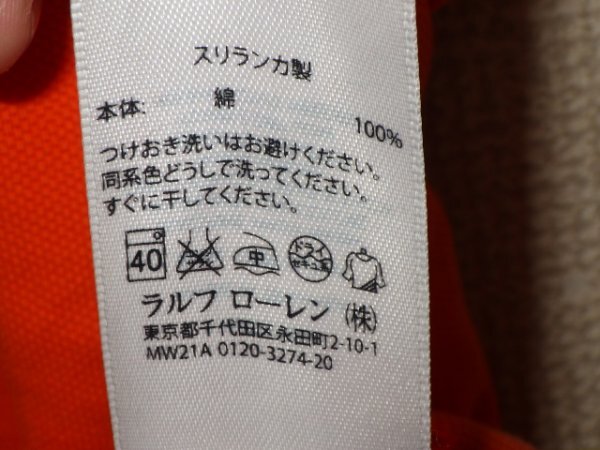 スリランカ製
本体: 綿 100%
つけおき洗いはお避けください。
同系色どうしで洗ってください。
すぐに干してください。
40 中 ドライ セキユ系
ラルフ ローレン (株)
東京都千代田区永田町2-10-1
MW21A 0120-3274-20